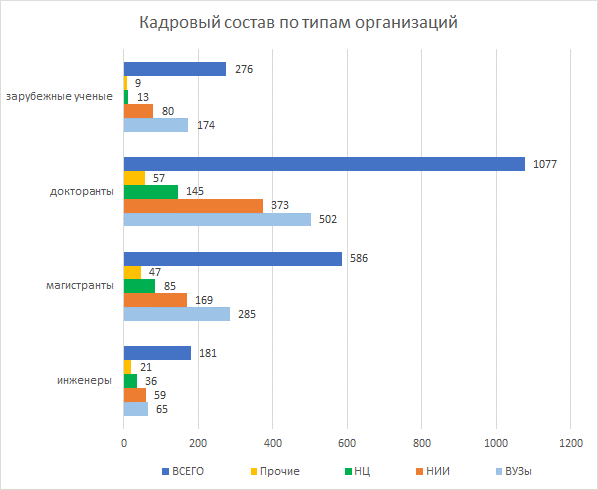 Кадровый состав по типам организаций
276
9
зарубежные ученые
13
80
174
1077
57
докторанты
145
373
502
586
47
магистранты
85
169
285
181
21
инженеры
36
59
65
0 200 400 600 800 1000 1200
ВСЕГО Прочие НЦ НИИ ВУЗы